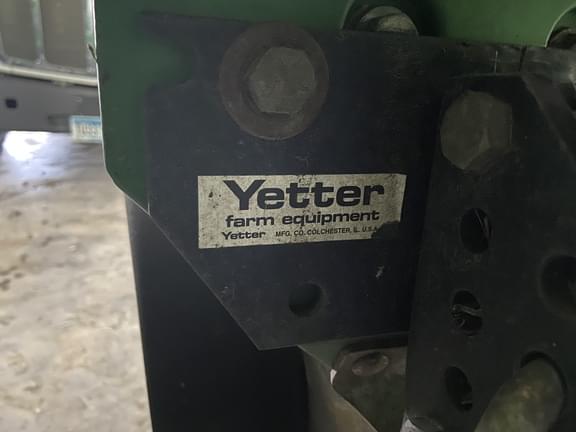 Yetter
farm equipment
Yetter MFG. CO. COLCHESTER, IL. U.S.A.